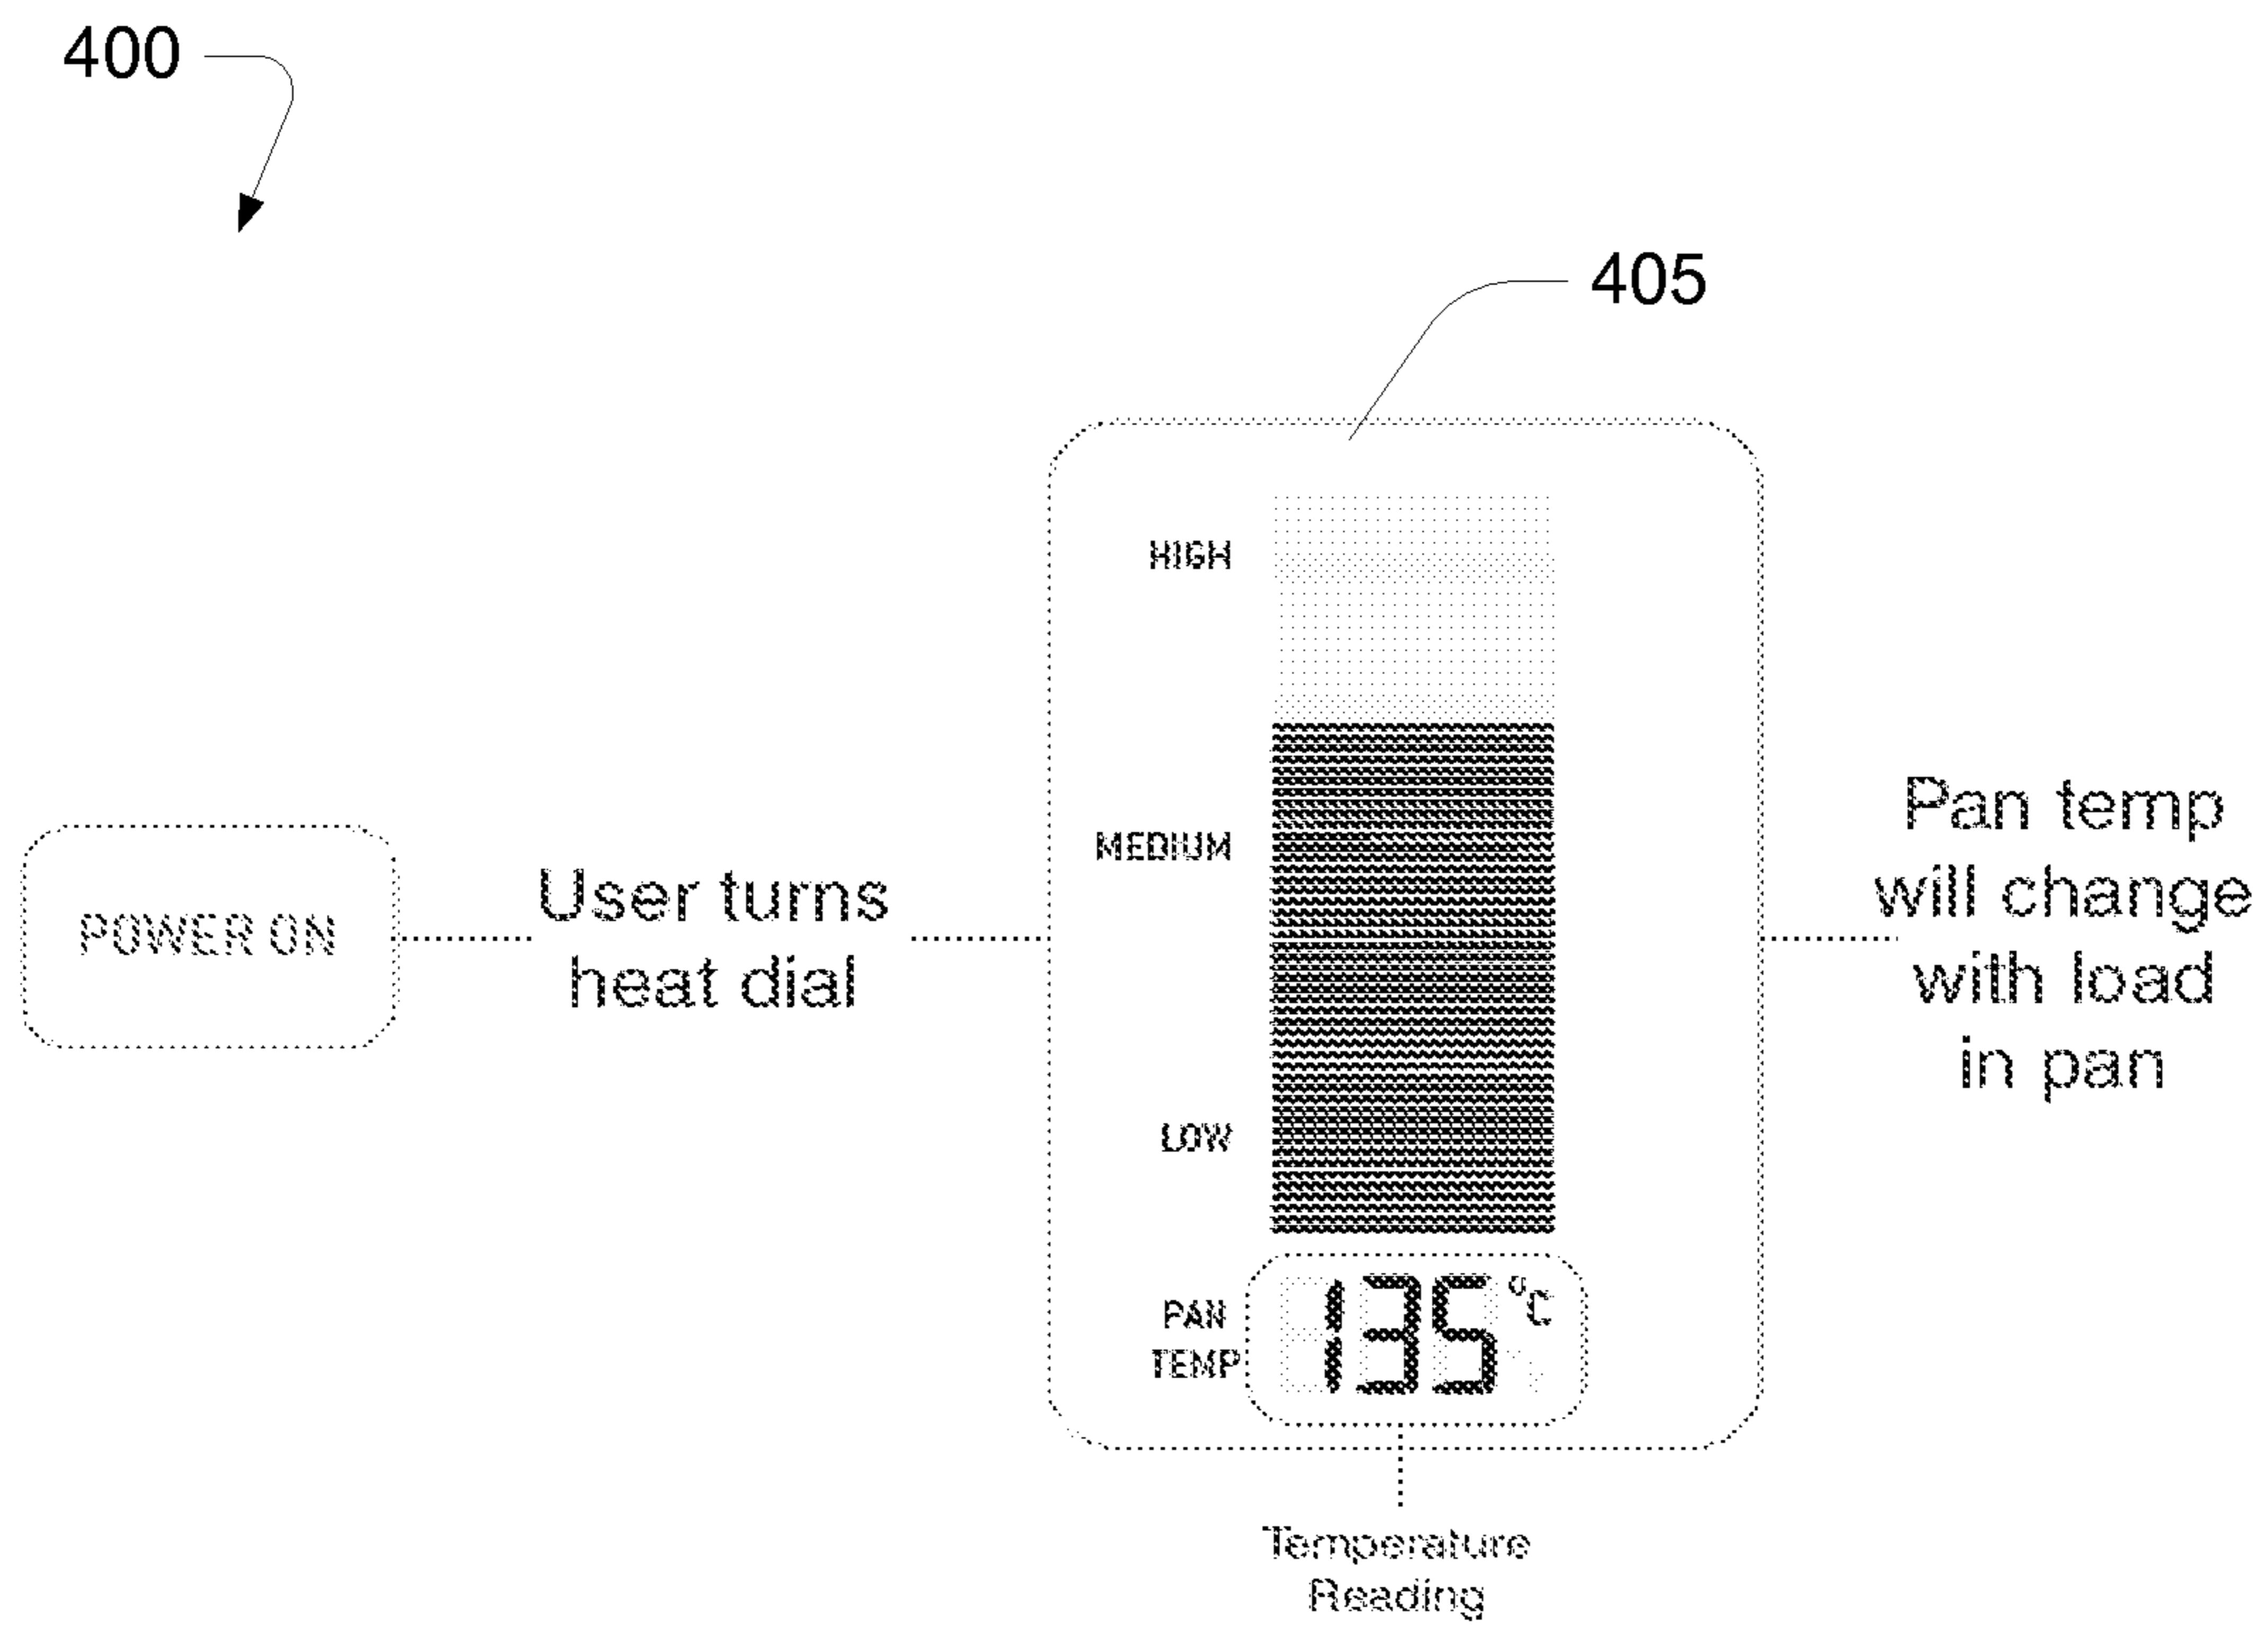 400
405
HIGH
MEDIUM
LOW
POWER ON
User turns
heat dial
Pan temp
will change
with load
in pan
PAN
TEMP
135 °C
Temperature
Reading